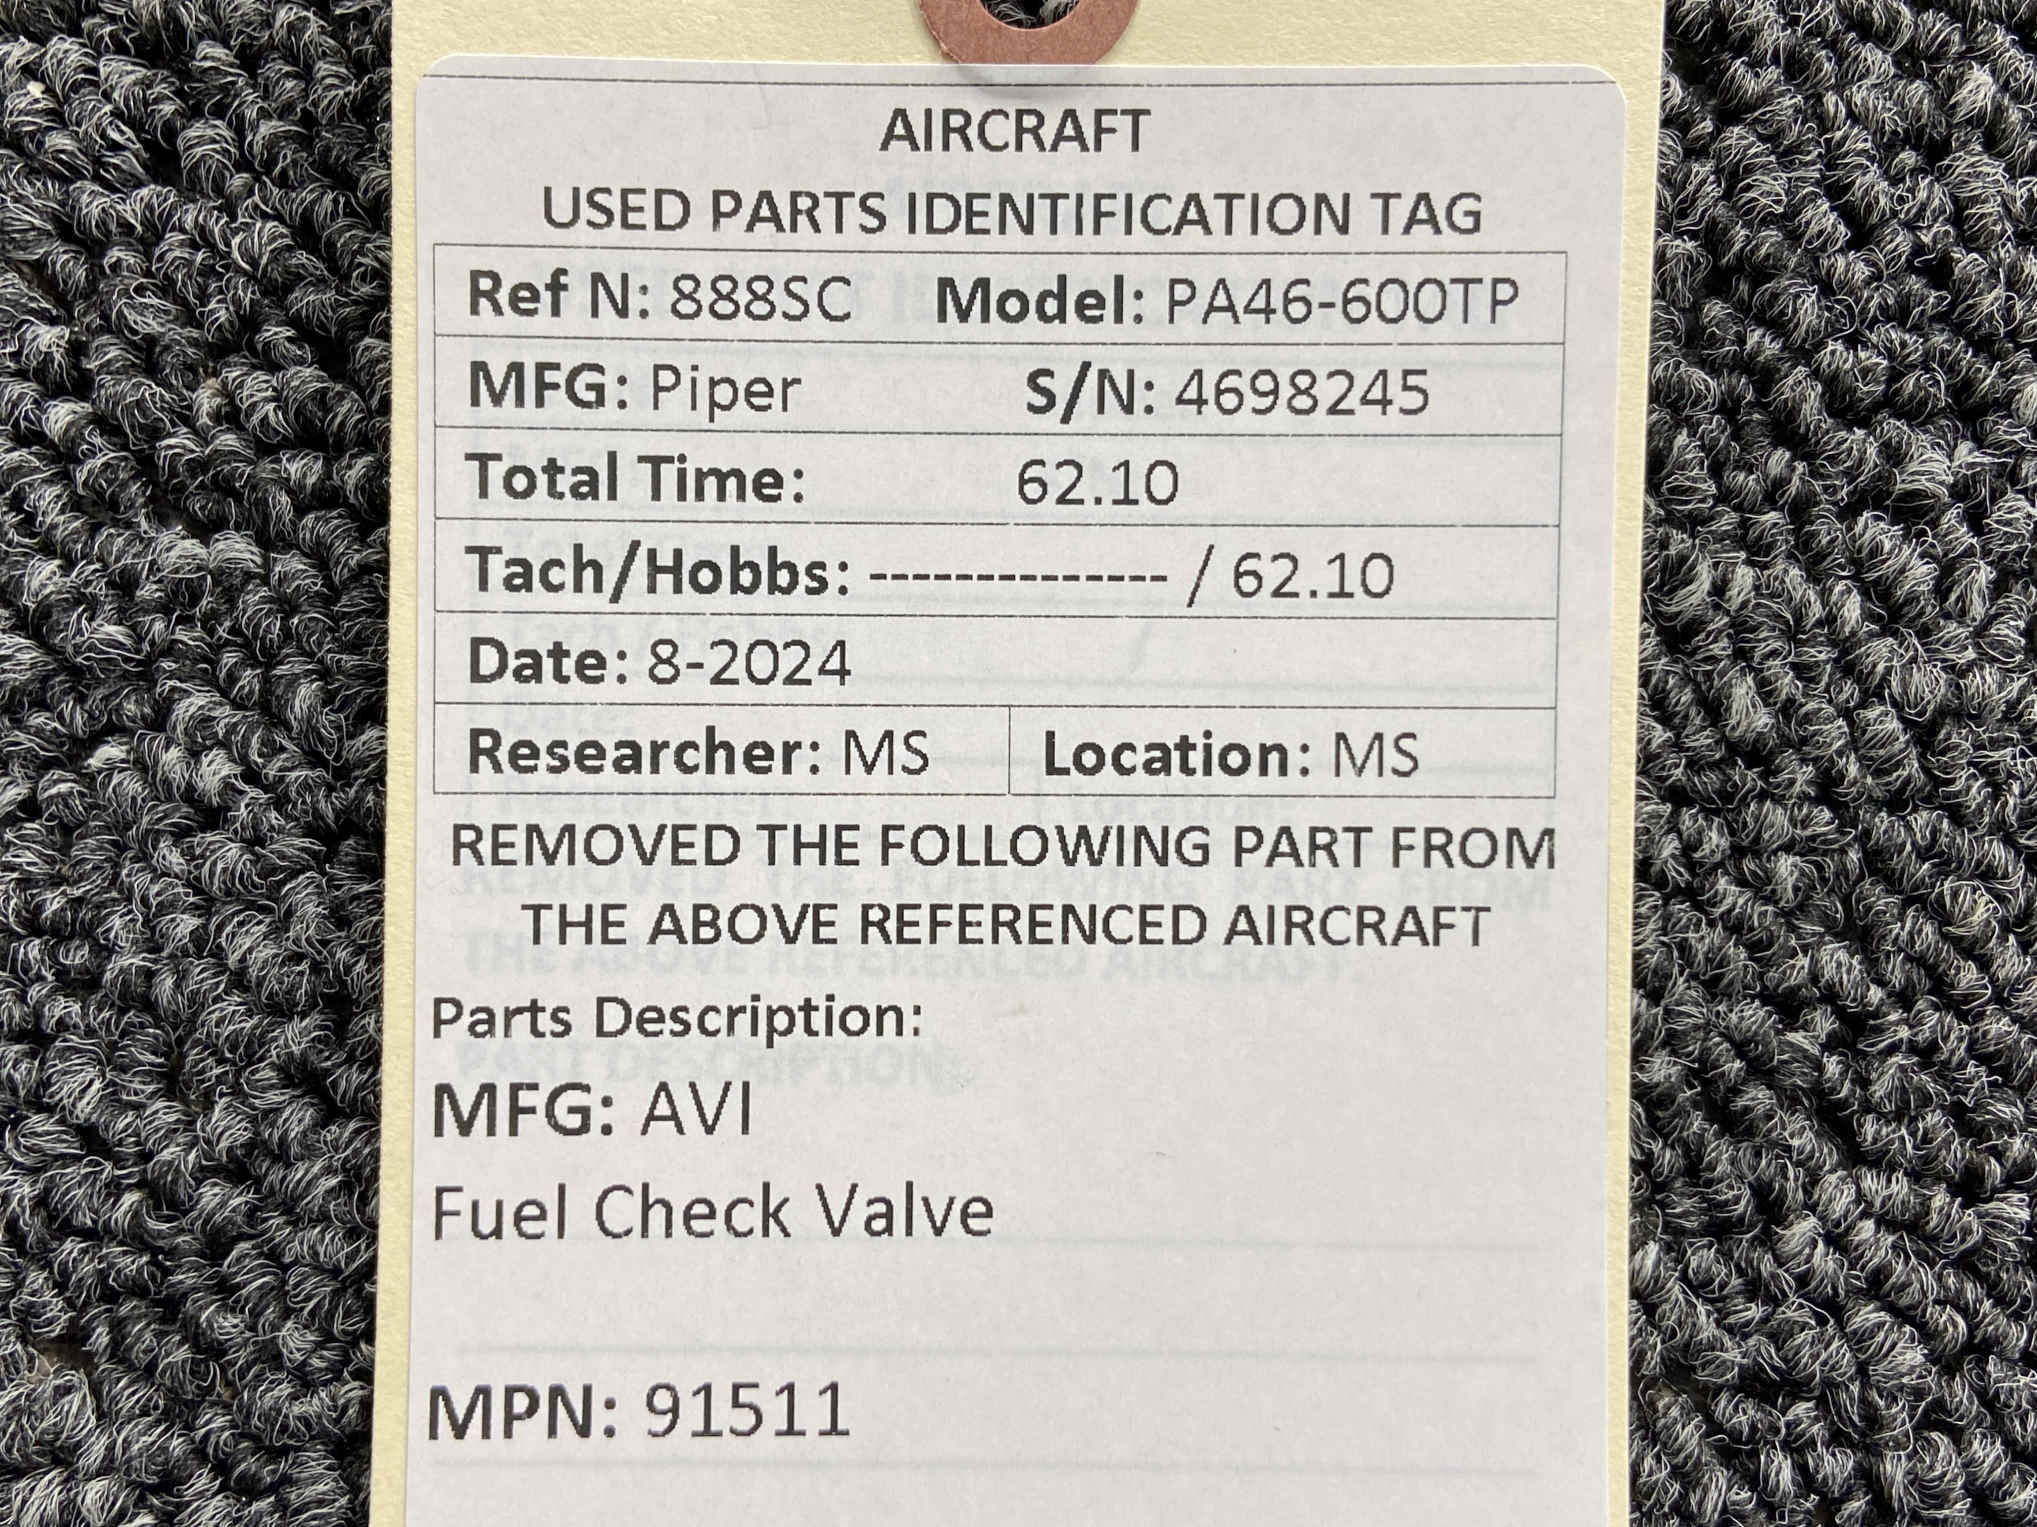 AIRCRAFT
USED PARTS IDENTIFICATION TAG
Ref N: 888SC Model: PA46-600TP
MFG: Piper S/N: 4698245
Total Time: 62.10
Tach/Hobbs: -------------- / 62.10
Date: 8-2024
Researcher: MS Location: MS
REMOVED THE FOLLOWING PART FROM
THE ABOVE REFERENCED AIRCRAFT
Parts Description:
MFG: AVI
Fuel Check Valve
MPN: 91511